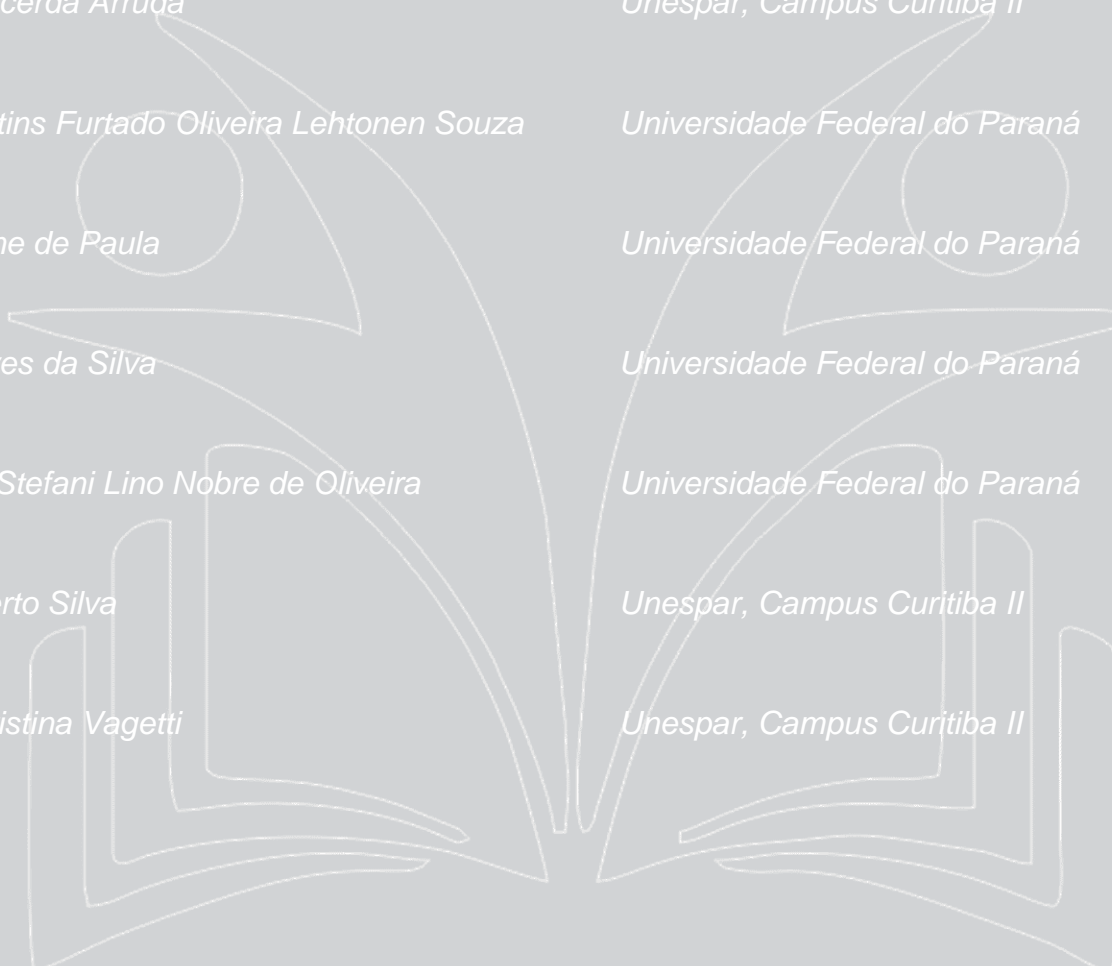 cerda Arruda Unespar, Campus Curitiba II
tins Furtado Oliveira Lehtonen Souza Universidade Federal do Paraná
ne de Paula Universidade Federal do Paraná
res da Silva Universidade Federal do Paraná
Stefani Lino Nobre de Oliveira Universidade Federal do Paraná
rto Silva Unespar, Campus Curitiba II
istina Vagetti Unespar, Campus Curitiba II